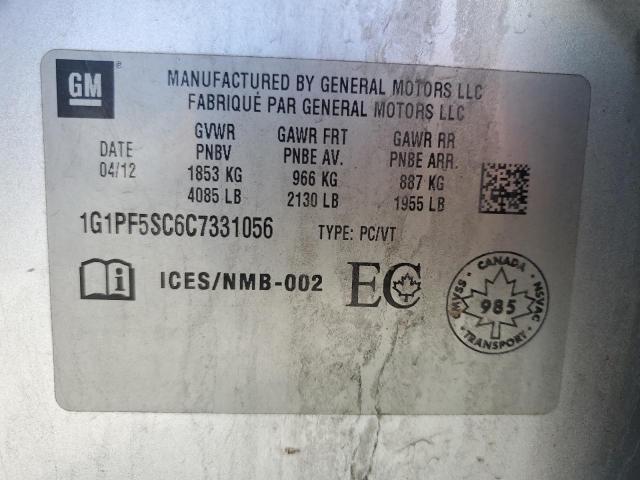 GM®
MANUFACTURED BY GENERAL MOTORS LLC
FABRIQUÉ PAR GENERAL MOTORS LLC
DATE
04/12
GVWR
PNBV
1853 KG
4085 LB
GAWR FRT
PNBE AV.
966 KG
2130 LB
GAWR RR
PNBE ARR.
887 KG
1955 LB
1G1PF5SC6C7331056
TYPE: PC/VT
i
ICES/NMB-002
EC
CANADA
CMVSS
985
NSVAC
TRANSPORT